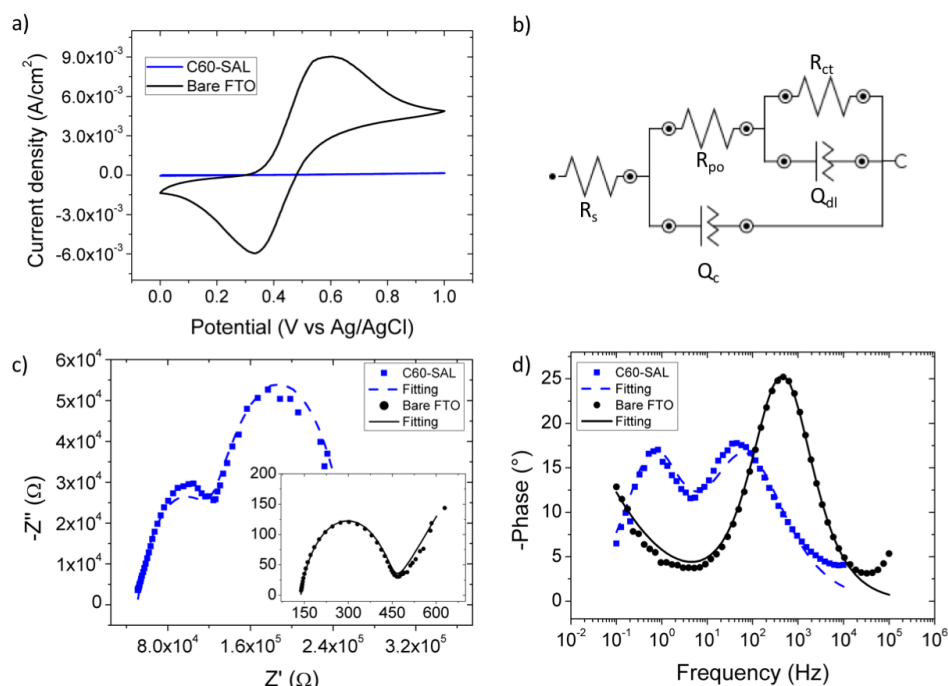 a)
C60-SAL
Bare FTO
9.0x10⁻³
6.0x10⁻³
3.0x10⁻³
0.0
-3.0x10⁻³
-6.0x10⁻³
Current density (A/cm²)
0.0 0.2 0.4 0.6 0.8 1.0
Potential (V vs Ag/AgCl)
b)
Rct
Rpo
Qdl
Rs
Qc
c)
C60-SAL
Fitting
Bare FTO
Fitting
6x10⁴
5x10⁴
4x10⁴
3x10⁴
2x10⁴
1x10⁴
0
-Z'' (Ω)
200
150
100
50
0
150 300 450 600
8.0x10⁴ 1.6x10⁵ 2.4x10⁵ 3.2x10⁵
Z' (Ω)
d)
C60-SAL
Fitting
Bare FTO
Fitting
25
20
15
10
5
0
-Phase (°)
10⁻² 10⁻¹ 10⁰ 10¹ 10² 10³ 10⁴ 10⁵ 10⁶
Frequency (Hz)